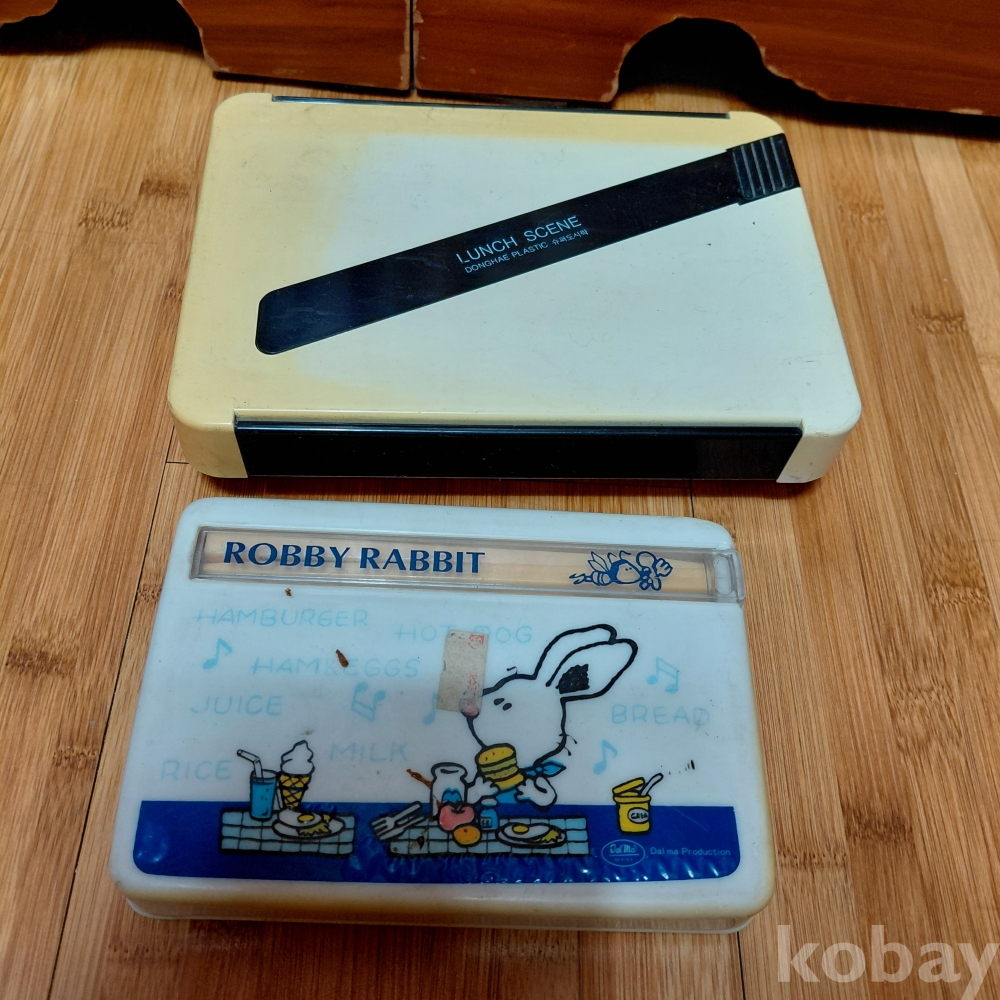 LUNCH SCENE
DONGHAE PLASTIC 슈퍼도시락
ROBBY RABBIT
HAMBURGER
HOT DOG
HAM&EGGS
JUICE
BREAD
MILK
RICE
Dal ma Production
kobay